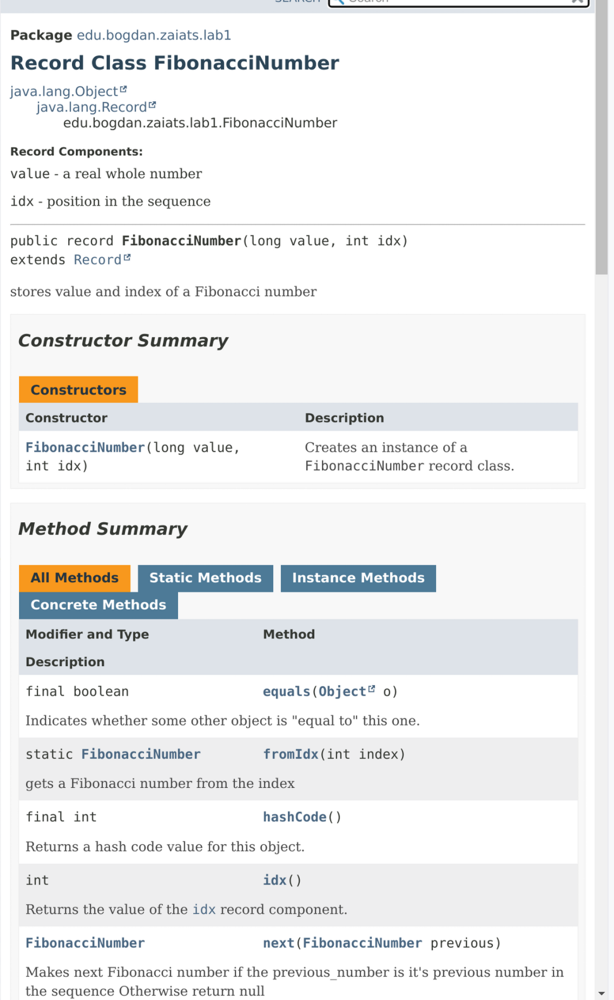 SEARCH Search
Package edu.bogdan.zaiats.lab1
Record Class FibonacciNumber
java.lang.Object
java.lang.Record
edu.bogdan.zaiats.lab1.FibonacciNumber
Record Components:
value - a real whole number
idx - position in the sequence
public record FibonacciNumber(long value, int idx)
extends Record
stores value and index of a Fibonacci number
Constructor Summary
Constructors
Constructor Description
FibonacciNumber(long value, Creates an instance of a
int idx) FibonacciNumber record class.
Method Summary
All Methods Static Methods Instance Methods
Concrete Methods
Modifier and Type Method
Description
final boolean equals(Object o)
Indicates whether some other object is "equal to" this one.
static FibonacciNumber fromIdx(int index)
gets a Fibonacci number from the index
final int hashCode()
Returns a hash code value for this object.
int idx()
Returns the value of the idx record component.
FibonacciNumber next(FibonacciNumber previous)
Makes next Fibonacci number if the previous_number is it's previous number in
the sequence Otherwise return null